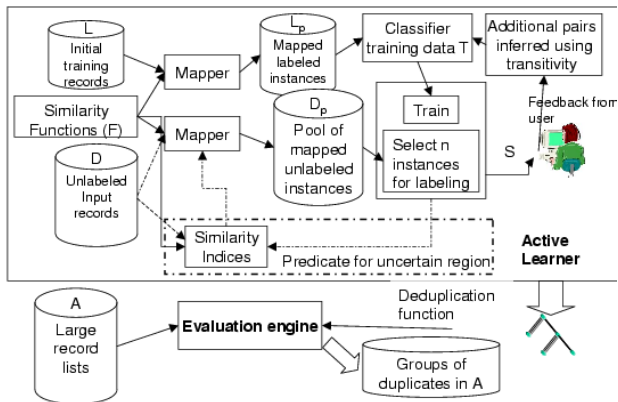 L
Initial
training
records
Mapper
L_p
Mapped
labeled
instances
Classifier
training data T
Additional pairs
inferred using
transitivity
Similarity
Functions (F)
Mapper
D_p
Pool of
mapped
unlabeled
instances
Train
Select n
instances
for labeling
S
Feedback from
user
D
Unlabeled
Input
records
Similarity
Indices
Predicate for uncertain region
Active
Learner
A
Large
record
lists
Evaluation engine
Deduplication
function
Groups of
duplicates in A